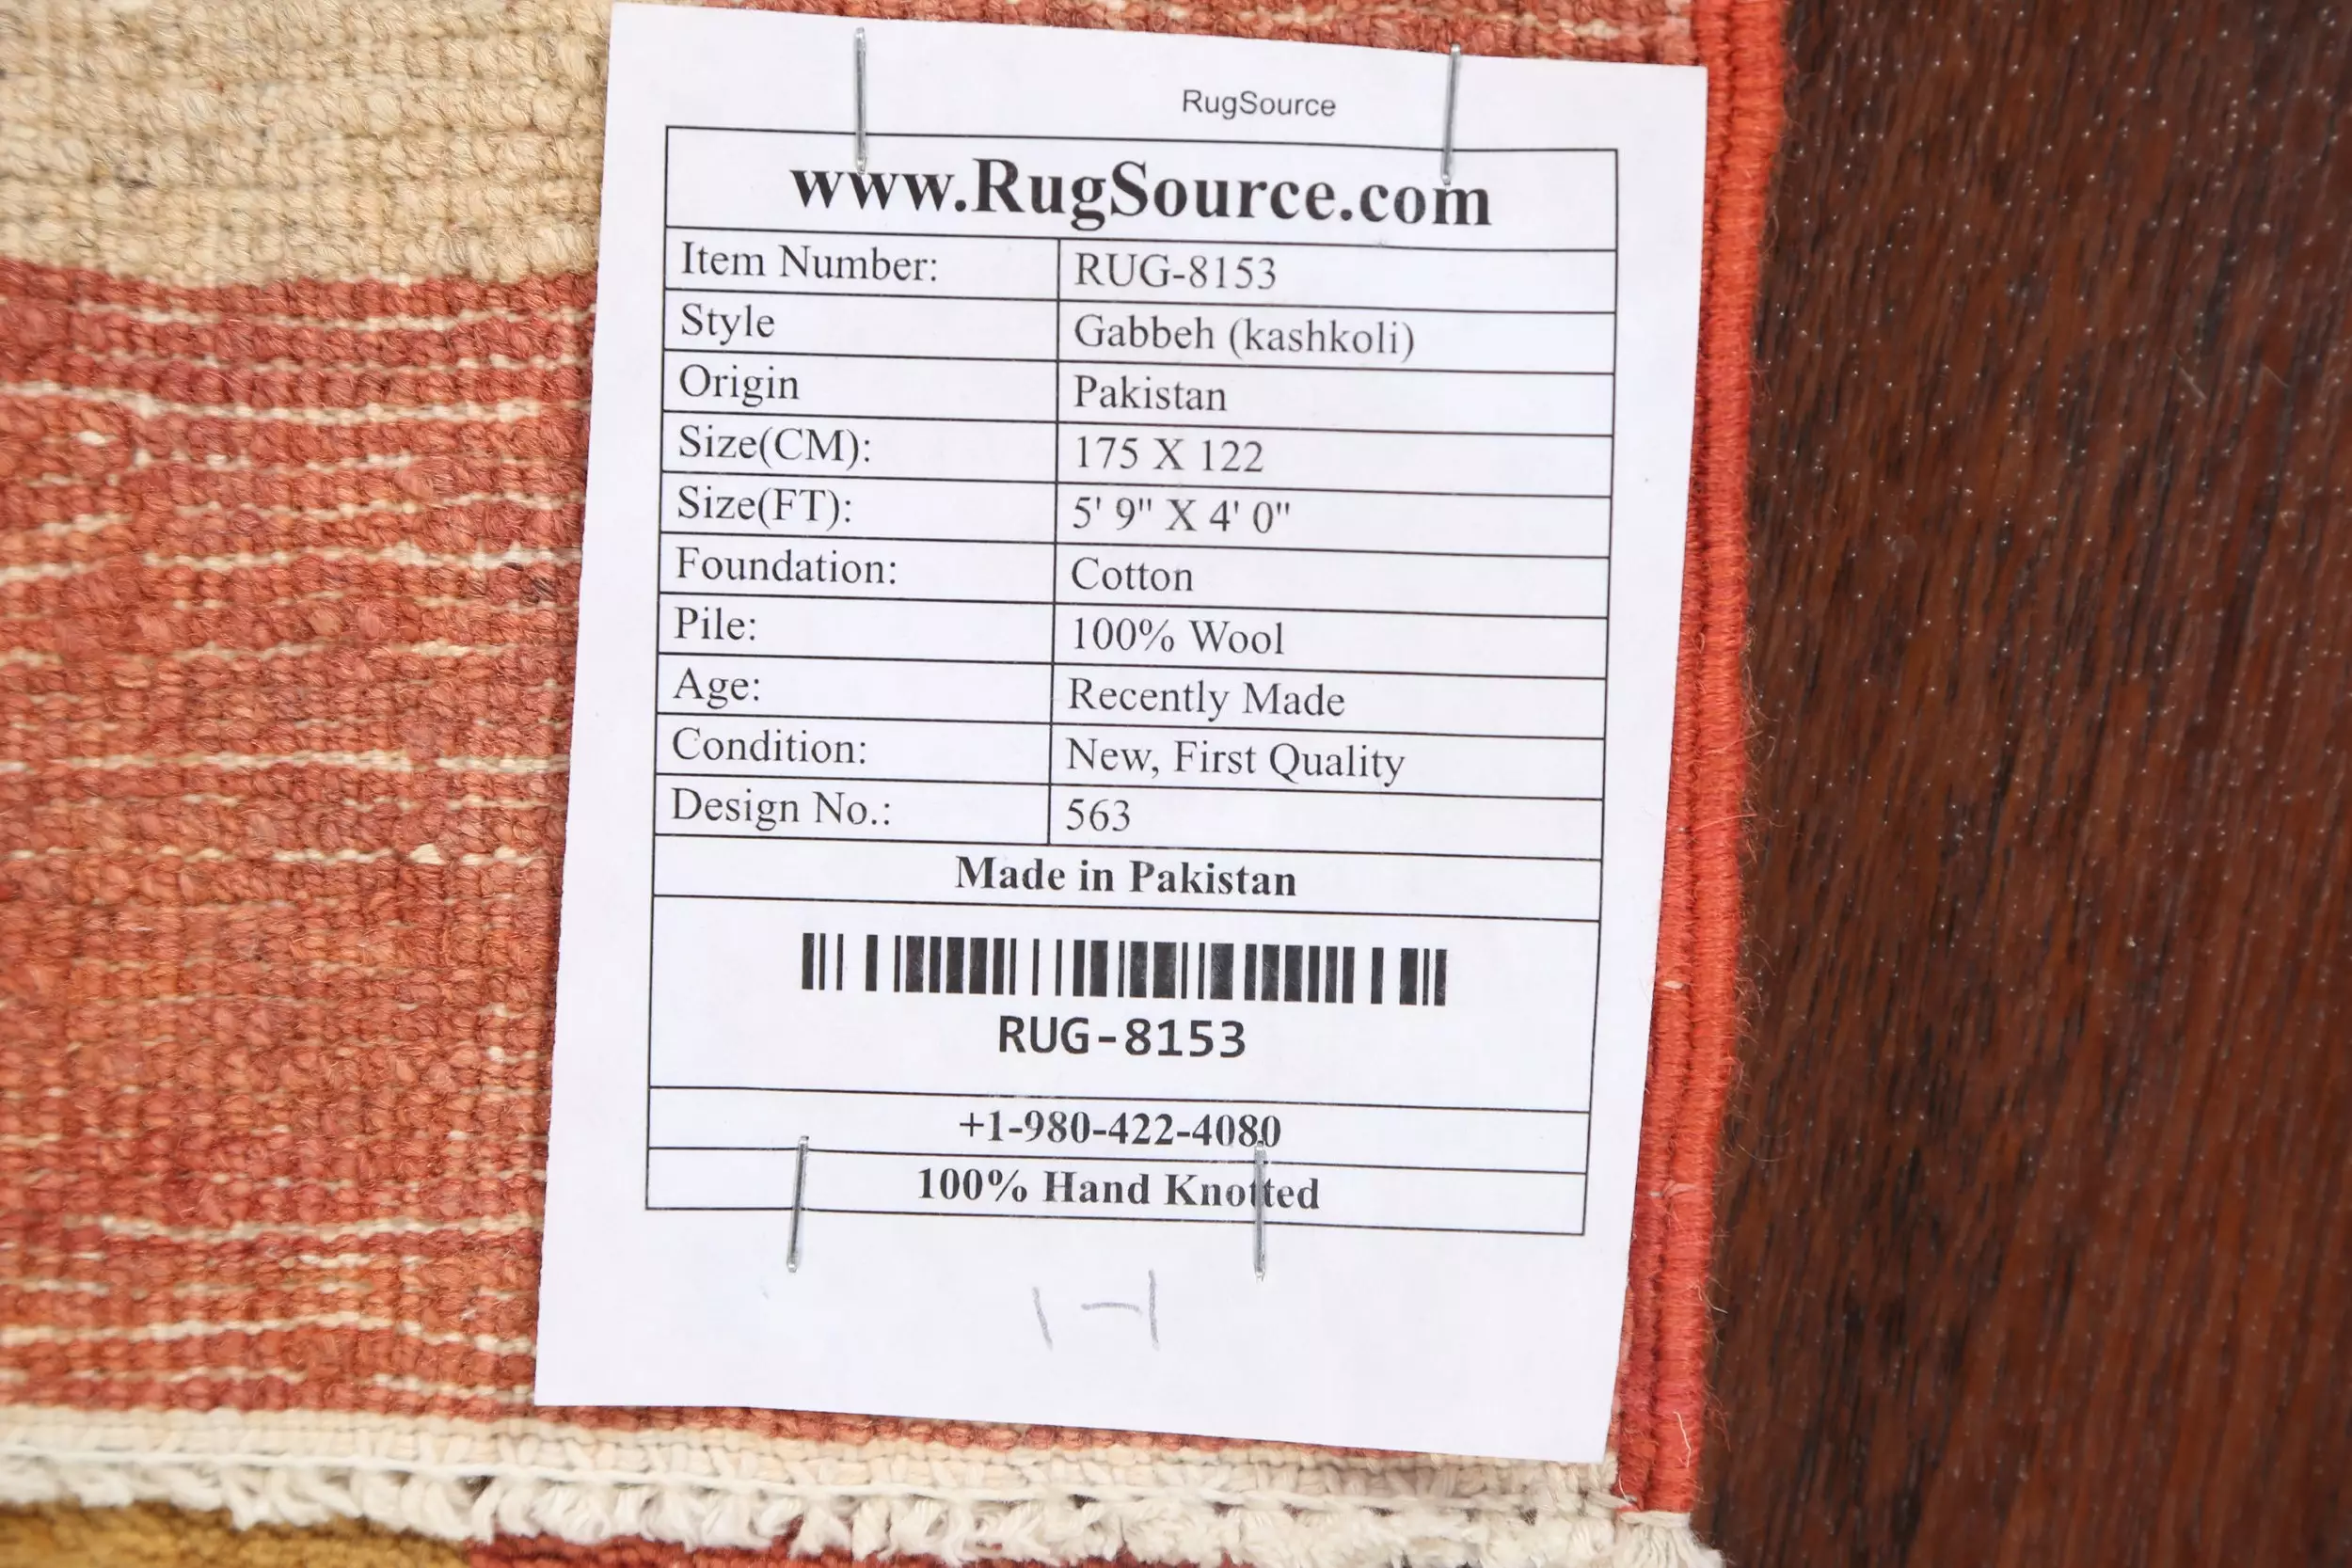 RugSource
www.RugSource.com
Item Number: RUG-8153
Style Gabbeh (kashkoli)
Origin Pakistan
Size(CM): 175 X 122
Size(FT): 5' 9" X 4' 0"
Foundation: Cotton
Pile: 100% Wool
Age: Recently Made
Condition: New, First Quality
Design No.: 563
Made in Pakistan
RUG-8153
+1-980-422-4080
100% Hand Knotted
1-1